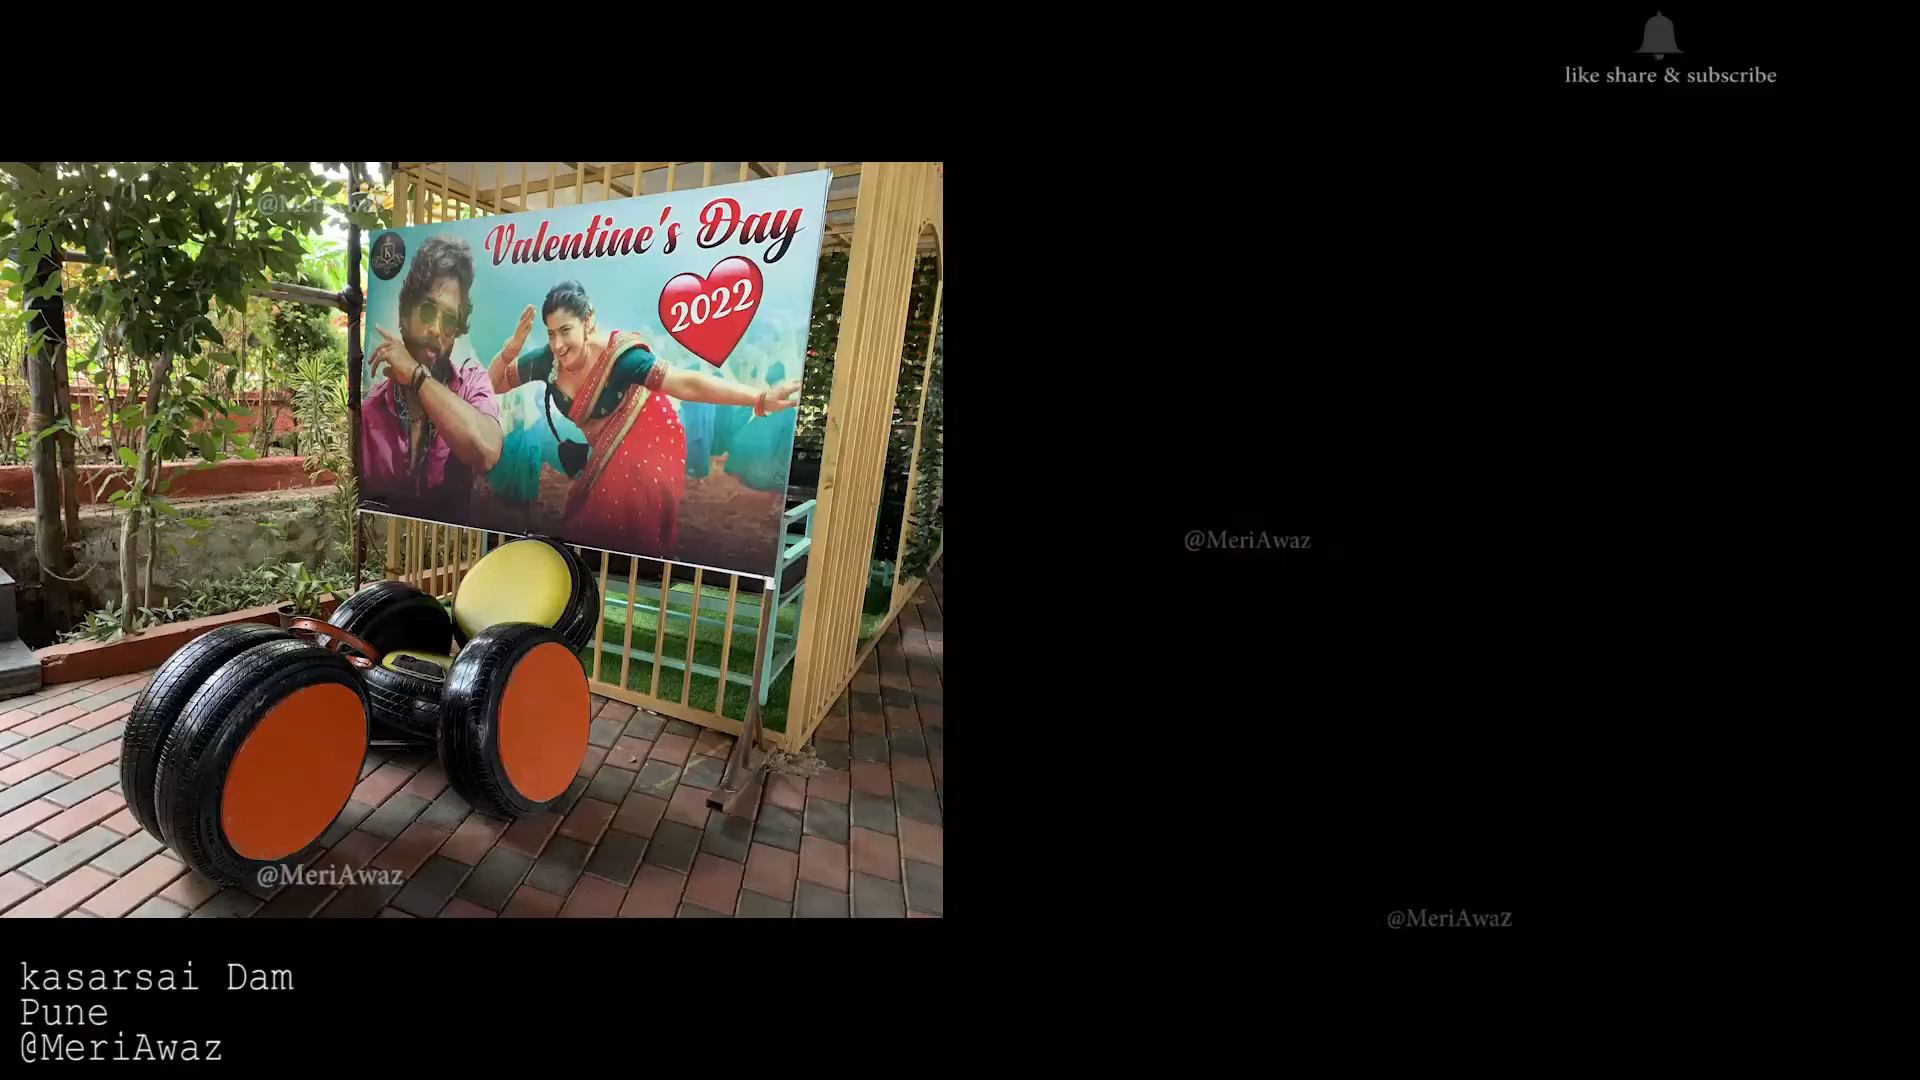 like share & subscribe
@MeriAwaz
Valentine's Day
2022
K
@MeriAwaz
@MeriAwaz
@MeriAwaz
kasarsai Dam
Pune
@MeriAwaz